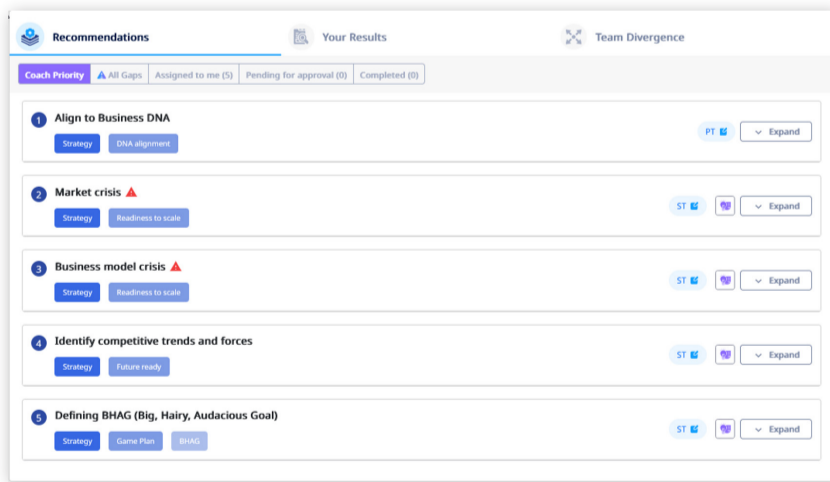 Recommendations Your Results Team Divergence
Coach Priority All Gaps Assigned to me (5) Pending for approval (0) Completed (0)
1 Align to Business DNA
Strategy DNA alignment PT Expand
2 Market crisis
Strategy Readiness to scale ST Expand
3 Business model crisis
Strategy Readiness to scale ST Expand
4 Identify competitive trends and forces
Strategy Future ready ST Expand
5 Defining BHAG (Big, Hairy, Audacious Goal)
Strategy Game Plan BHAG ST Expand